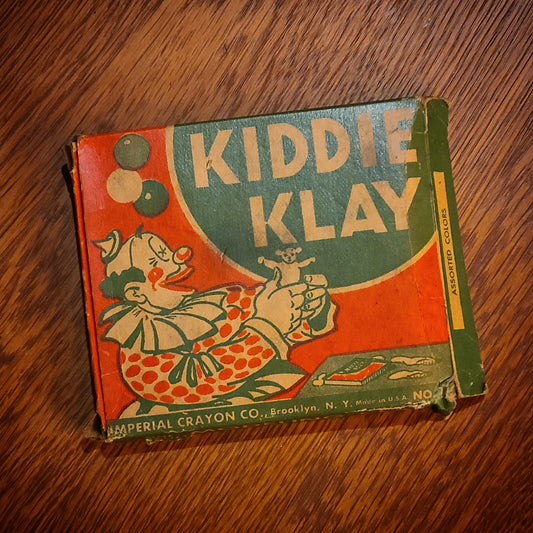 KIDDIE
KLAY
ASSORTED COLORS
IMPERIAL CRAYON CO., Brooklyn, N. Y. Made in U.S.A. NO